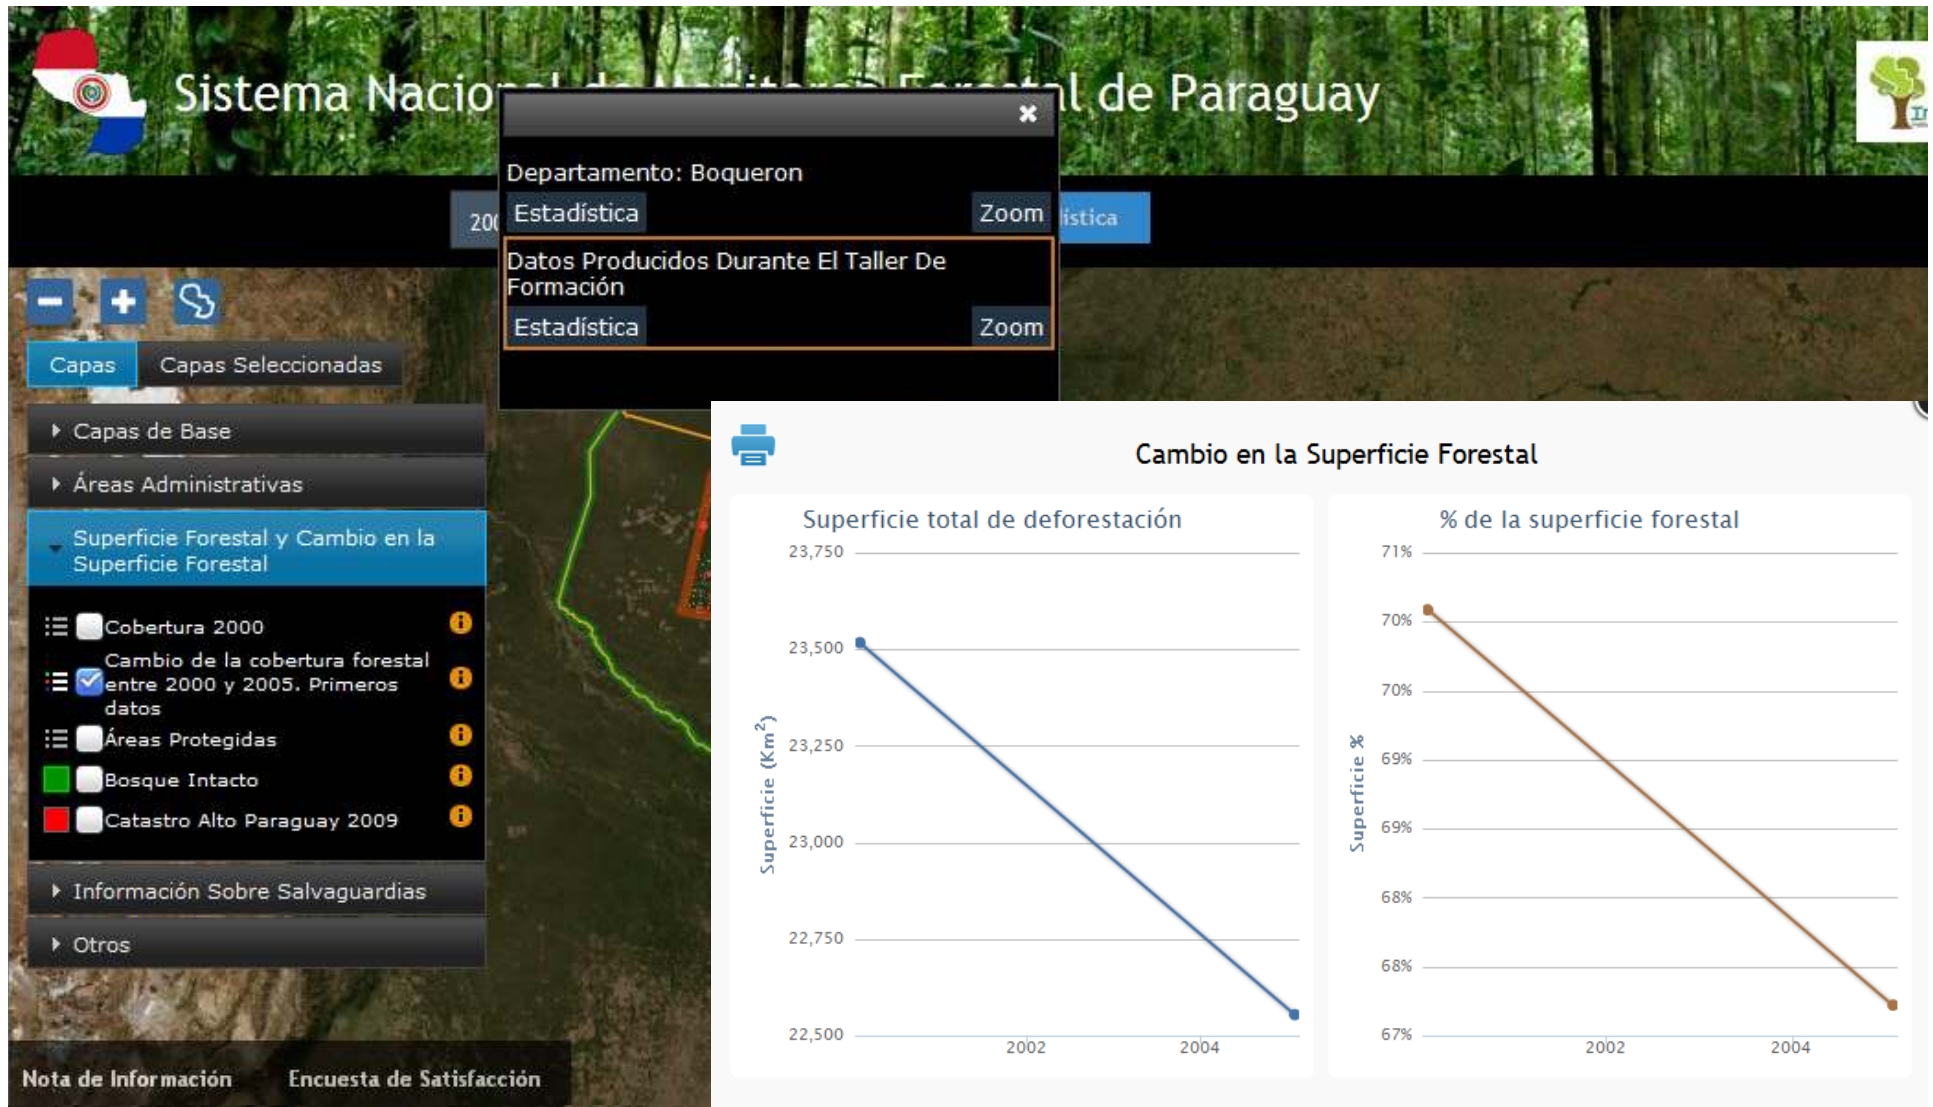 Sistema Nacional de Monitoreo Forestal de Paraguay
Departamento: Boqueron
Estadística
Zoom
200
ística
Datos Producidos Durante El Taller De
Formación
Estadística
Zoom
Capas
Capas Seleccionadas
Capas de Base
Áreas Administrativas
Superficie Forestal y Cambio en la
Superficie Forestal
Cobertura 2000
Cambio de la cobertura forestal
entre 2000 y 2005. Primeros
datos
Áreas Protegidas
Bosque Intacto
Catastro Alto Paraguay 2009
Información Sobre Salvaguardias
Otros
Nota de Información
Encuesta de Satisfacción
Cambio en la Superficie Forestal
Superficie total de deforestación
Superficie (Km²)
23,750
23,500
23,250
23,000
22,750
22,500
2002
2004
% de la superficie forestal
Superficie %
71%
70%
70%
69%
69%
68%
68%
67%
2002
2004